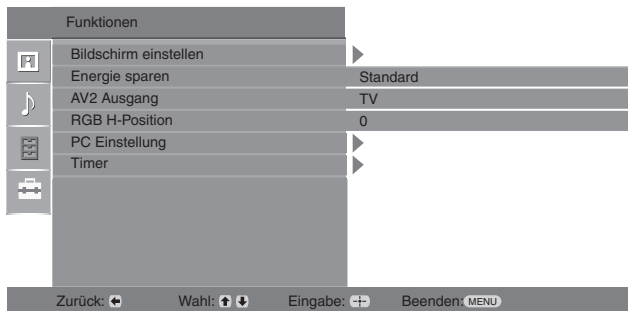 Funktionen
Bildschirm einstellen
Energie sparen Standard
AV2 Ausgang TV
RGB H-Position 0
PC Einstellung
Timer
Zurück: Wahl: Eingabe: Beenden: MENU